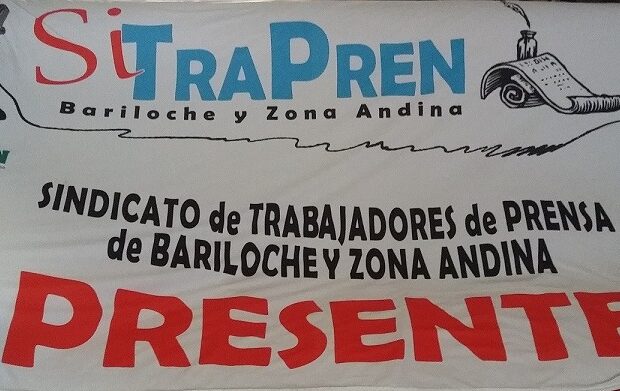 SiTRAPREN
Bariloche y Zona Andina
SINDICATO de TRABAJADORES de PRENSA
de BARILOCHE Y ZONA ANDINA
PRESENTE